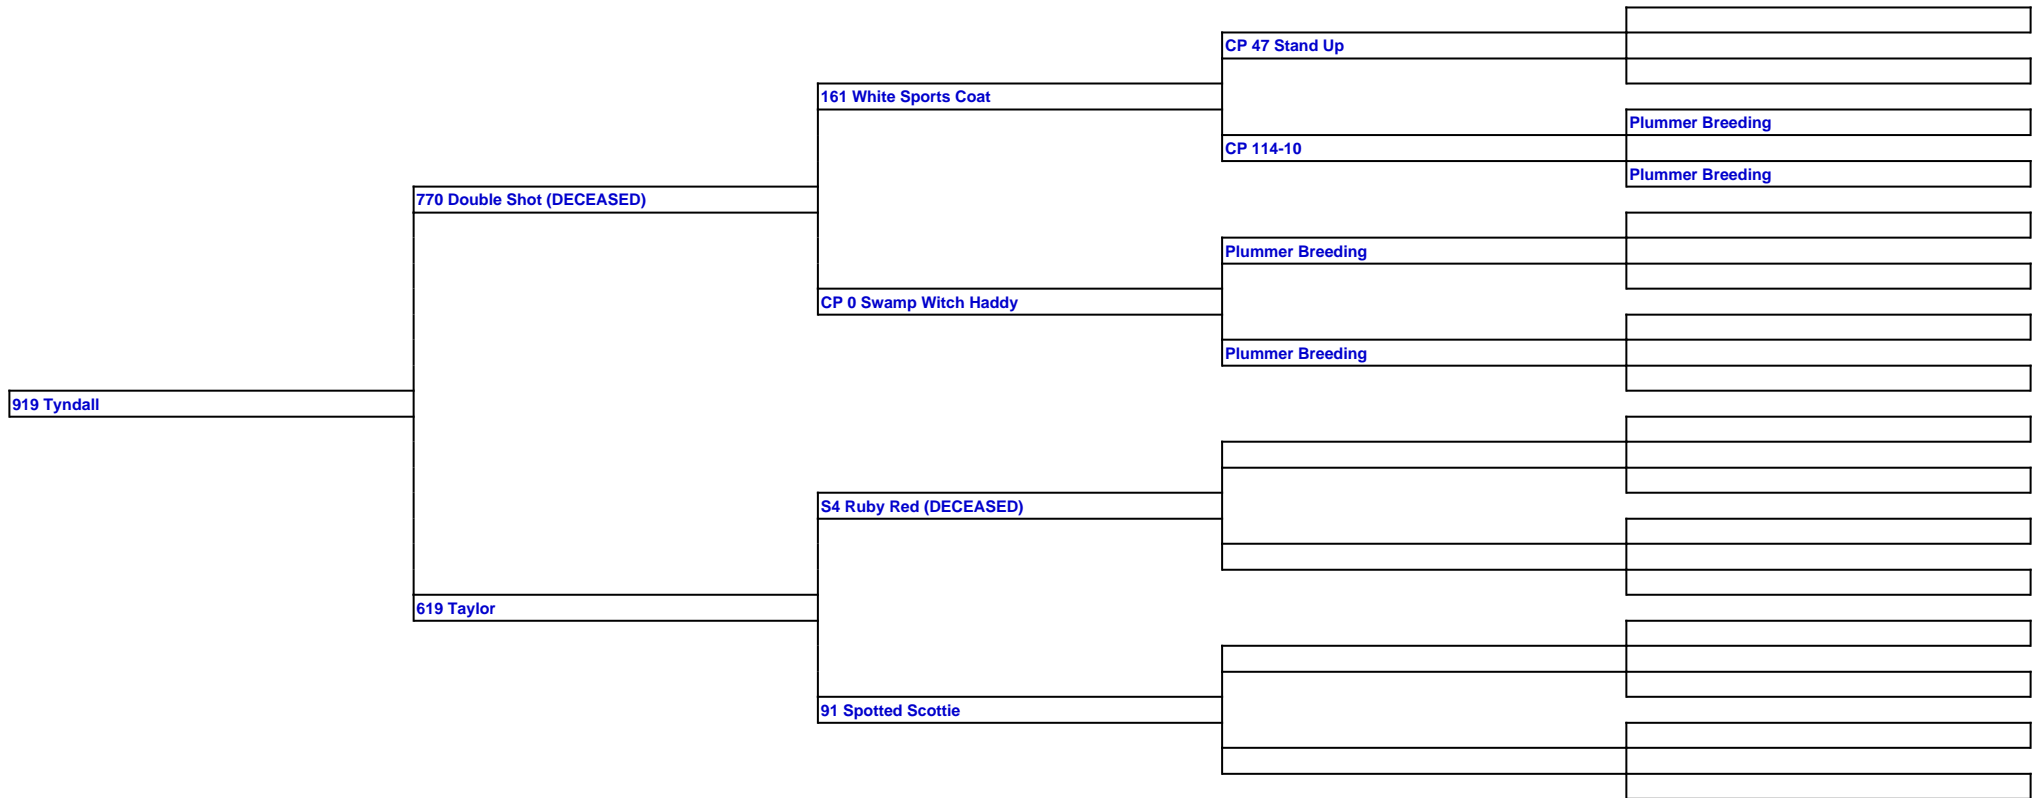 CP 47 Stand Up
161 White Sports Coat
Plummer Breeding
CP 114-10
Plummer Breeding
770 Double Shot (DECEASED)
Plummer Breeding
CP 0 Swamp Witch Haddy
Plummer Breeding
919 Tyndall
S4 Ruby Red (DECEASED)
619 Taylor
91 Spotted Scottie